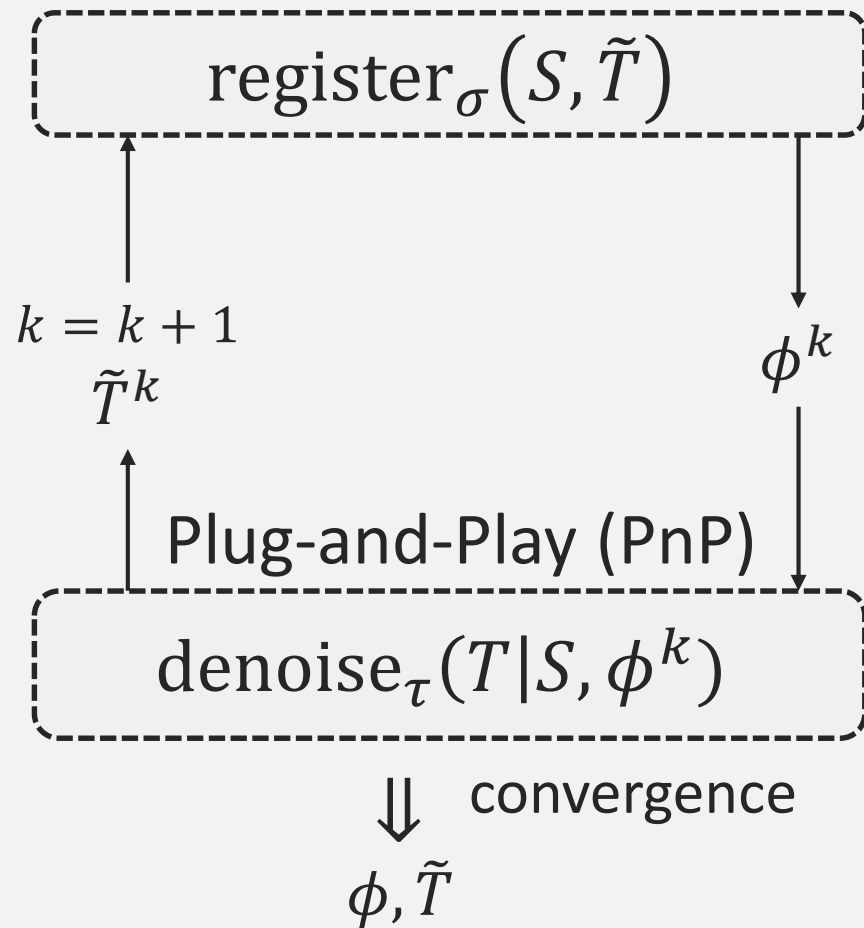 register_σ(S, T̃)
k = k + 1
T̃^k
ϕ^k
Plug-and-Play (PnP)
denoise_τ(T|S, ϕ^k)
⇓ convergence
ϕ, T̃